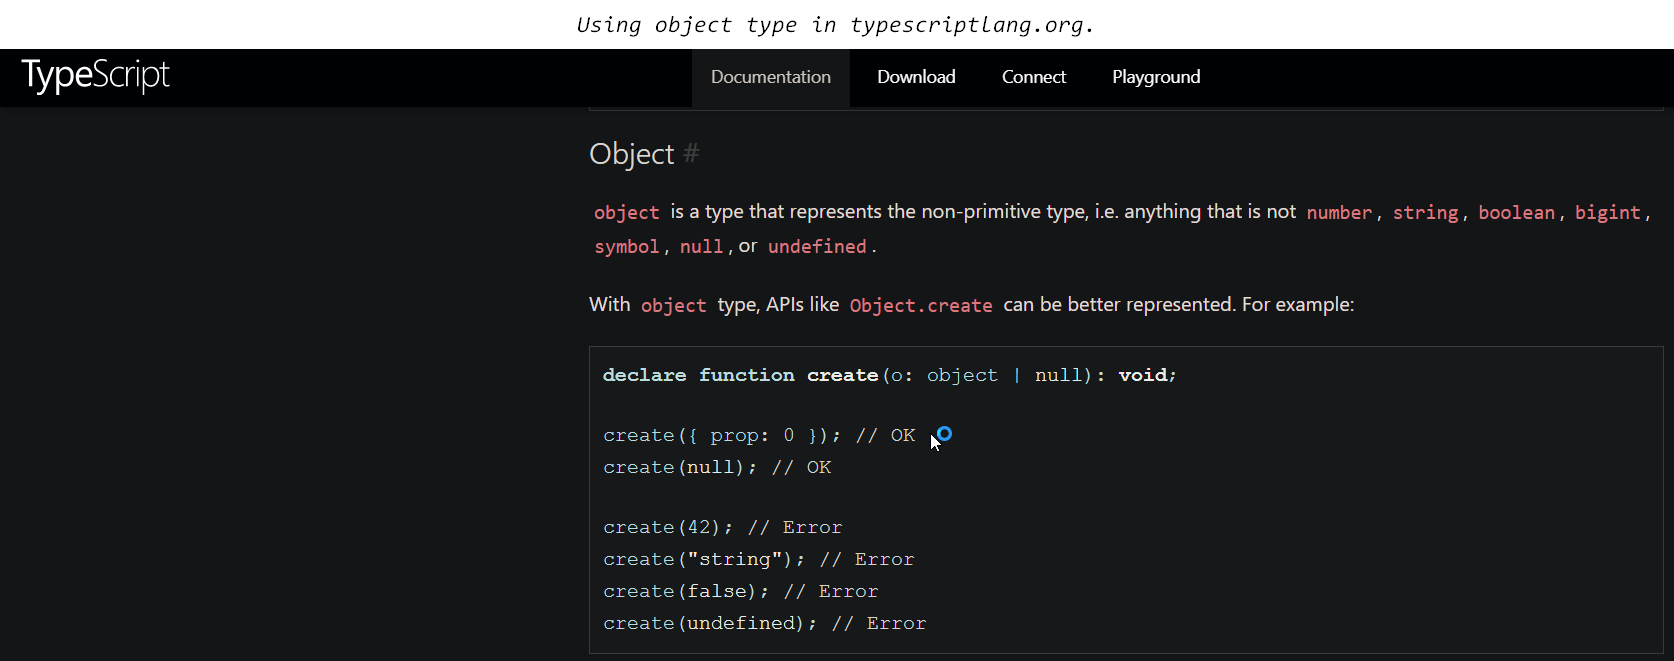 Using object type in typescriptlang.org.
TypeScript
Documentation Download Connect Playground
Object #
object is a type that represents the non-primitive type, i.e. anything that is not number, string, boolean, bigint,
symbol, null, or undefined.
With object type, APIs like Object.create can be better represented. For example:
declare function create(o: object | null): void;
create({ prop: 0 }); // OK
create(null); // OK
create(42); // Error
create("string"); // Error
create(false); // Error
create(undefined); // Error